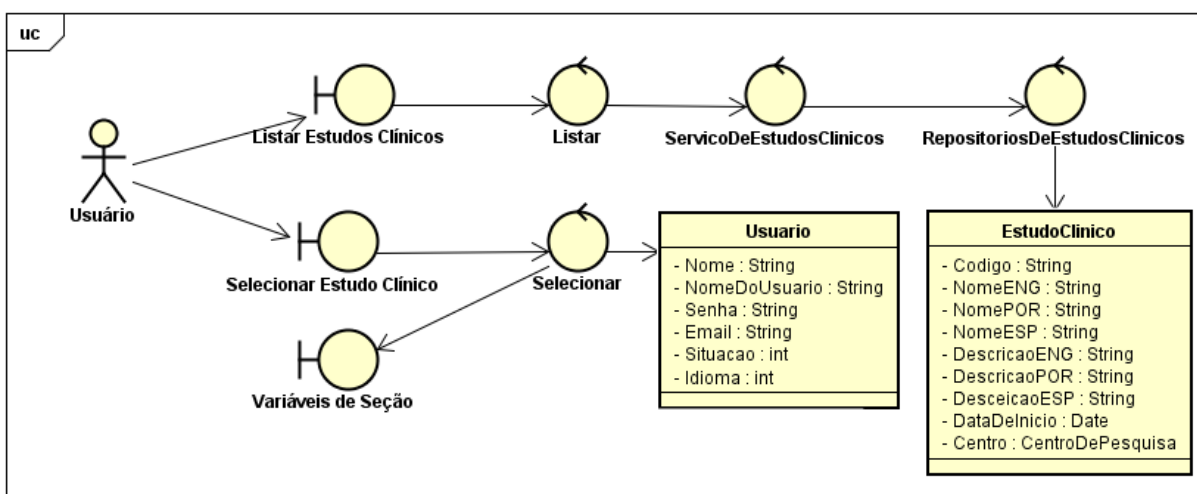 uc
Listar Estudos Clínicos
Listar
ServicoDeEstudosClinicos
RepositoriosDeEstudosClinicos
Usuário
Selecionar Estudo Clínico
Selecionar
Variáveis de Seção
Usuario
- Nome : String
- NomeDoUsuario : String
- Senha : String
- Email : String
- Situacao : int
- Idioma : int
EstudoClinico
- Codigo : String
- NomeENG : String
- NomePOR : String
- NomeESP : String
- DescricaoENG : String
- DescricaoPOR : String
- DesceicaoESP : String
- DataDeInicio : Date
- Centro : CentroDePesquisa